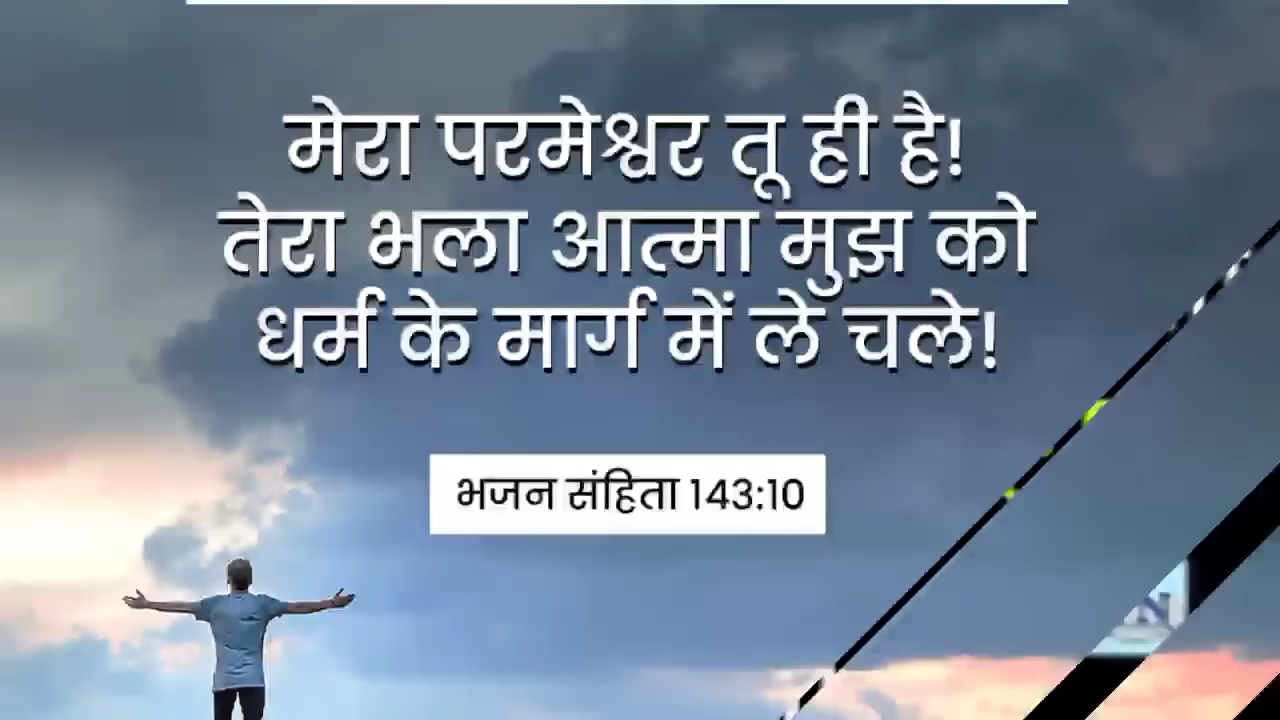 मेरा परमेश्वर तू ही है!
तेरा भला आत्मा मुझ को
धर्म के मार्ग में ले चले!
भजन संहिता 143:10